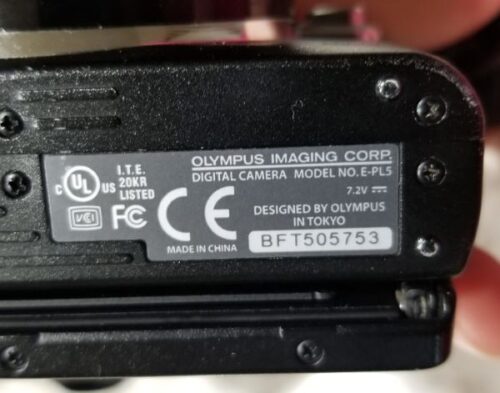 OLYMPUS IMAGING CORP.
DIGITAL CAMERA MODEL NO. E-PL5
7.2V
I.T.E.
20KR
LISTED
C UL US
VCI
FC
CE
DESIGNED BY OLYMPUS
IN TOKYO
MADE IN CHINA
BFT505753